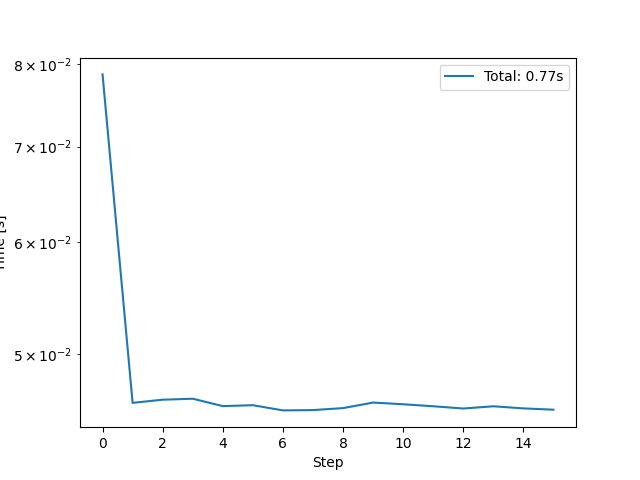 8 × 10⁻²
7 × 10⁻²
6 × 10⁻²
5 × 10⁻²
Total: 0.77s
0 2 4 6 8 10 12 14
Step
[s]